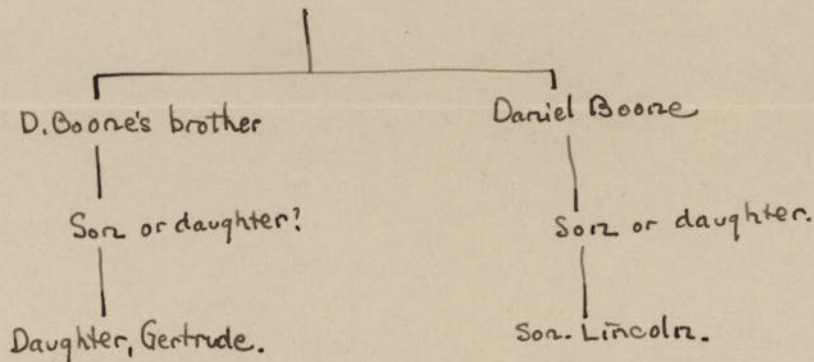 D. Boone's brother
Daniel Boone
Son or daughter?
Son or daughter.
Daughter, Gertrude.
Son. Lincoln.